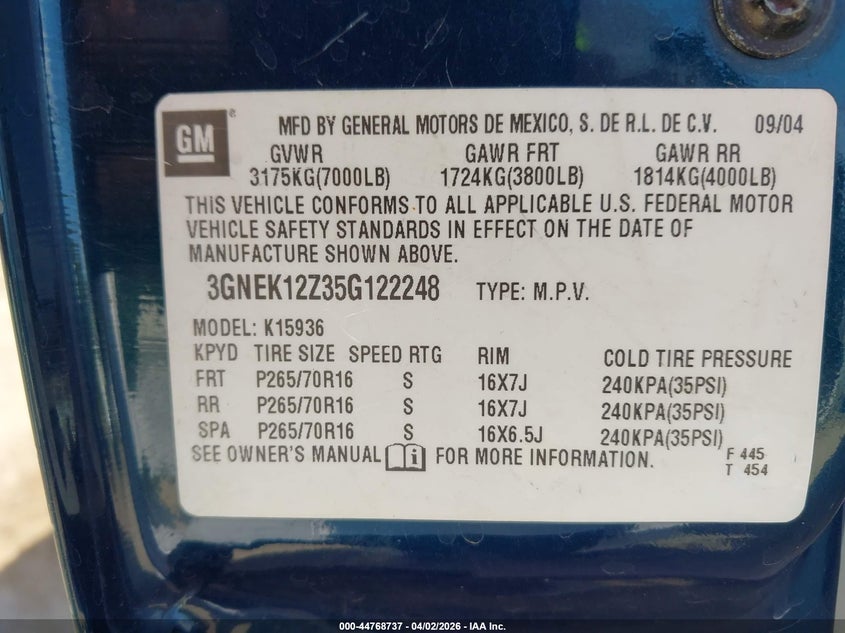 GM ® MFD BY GENERAL MOTORS DE MEXICO, S. DE R.L. DE C.V. 09/04
GVWR GAWR FRT GAWR RR
3175KG(7000LB) 1724KG(3800LB) 1814KG(4000LB)
THIS VEHICLE CONFORMS TO ALL APPLICABLE U.S. FEDERAL MOTOR
VEHICLE SAFETY STANDARDS IN EFFECT ON THE DATE OF
MANUFACTURE SHOWN ABOVE.
3GNEK12Z35G122248 TYPE: M.P.V.
MODEL: K15936
KPYD TIRE SIZE SPEED RTG RIM COLD TIRE PRESSURE
FRT P265/70R16 S 16X7J 240KPA(35PSI)
RR P265/70R16 S 16X7J 240KPA(35PSI)
SPA P265/70R16 S 16X6.5J 240KPA(35PSI)
SEE OWNER'S MANUAL i FOR MORE INFORMATION. F 445
T 454
000-44768737 - 04/02/2026 - IAA Inc.